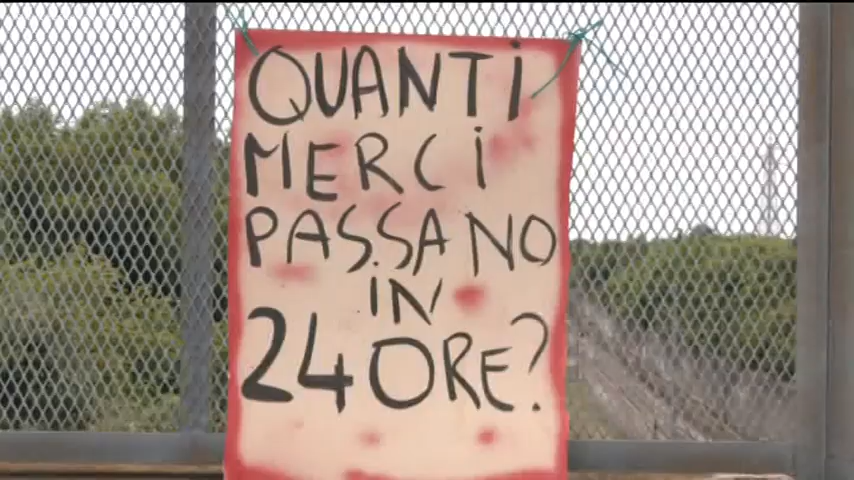 QUANTi
MERCi
PASSANO
iN
24 ORE?